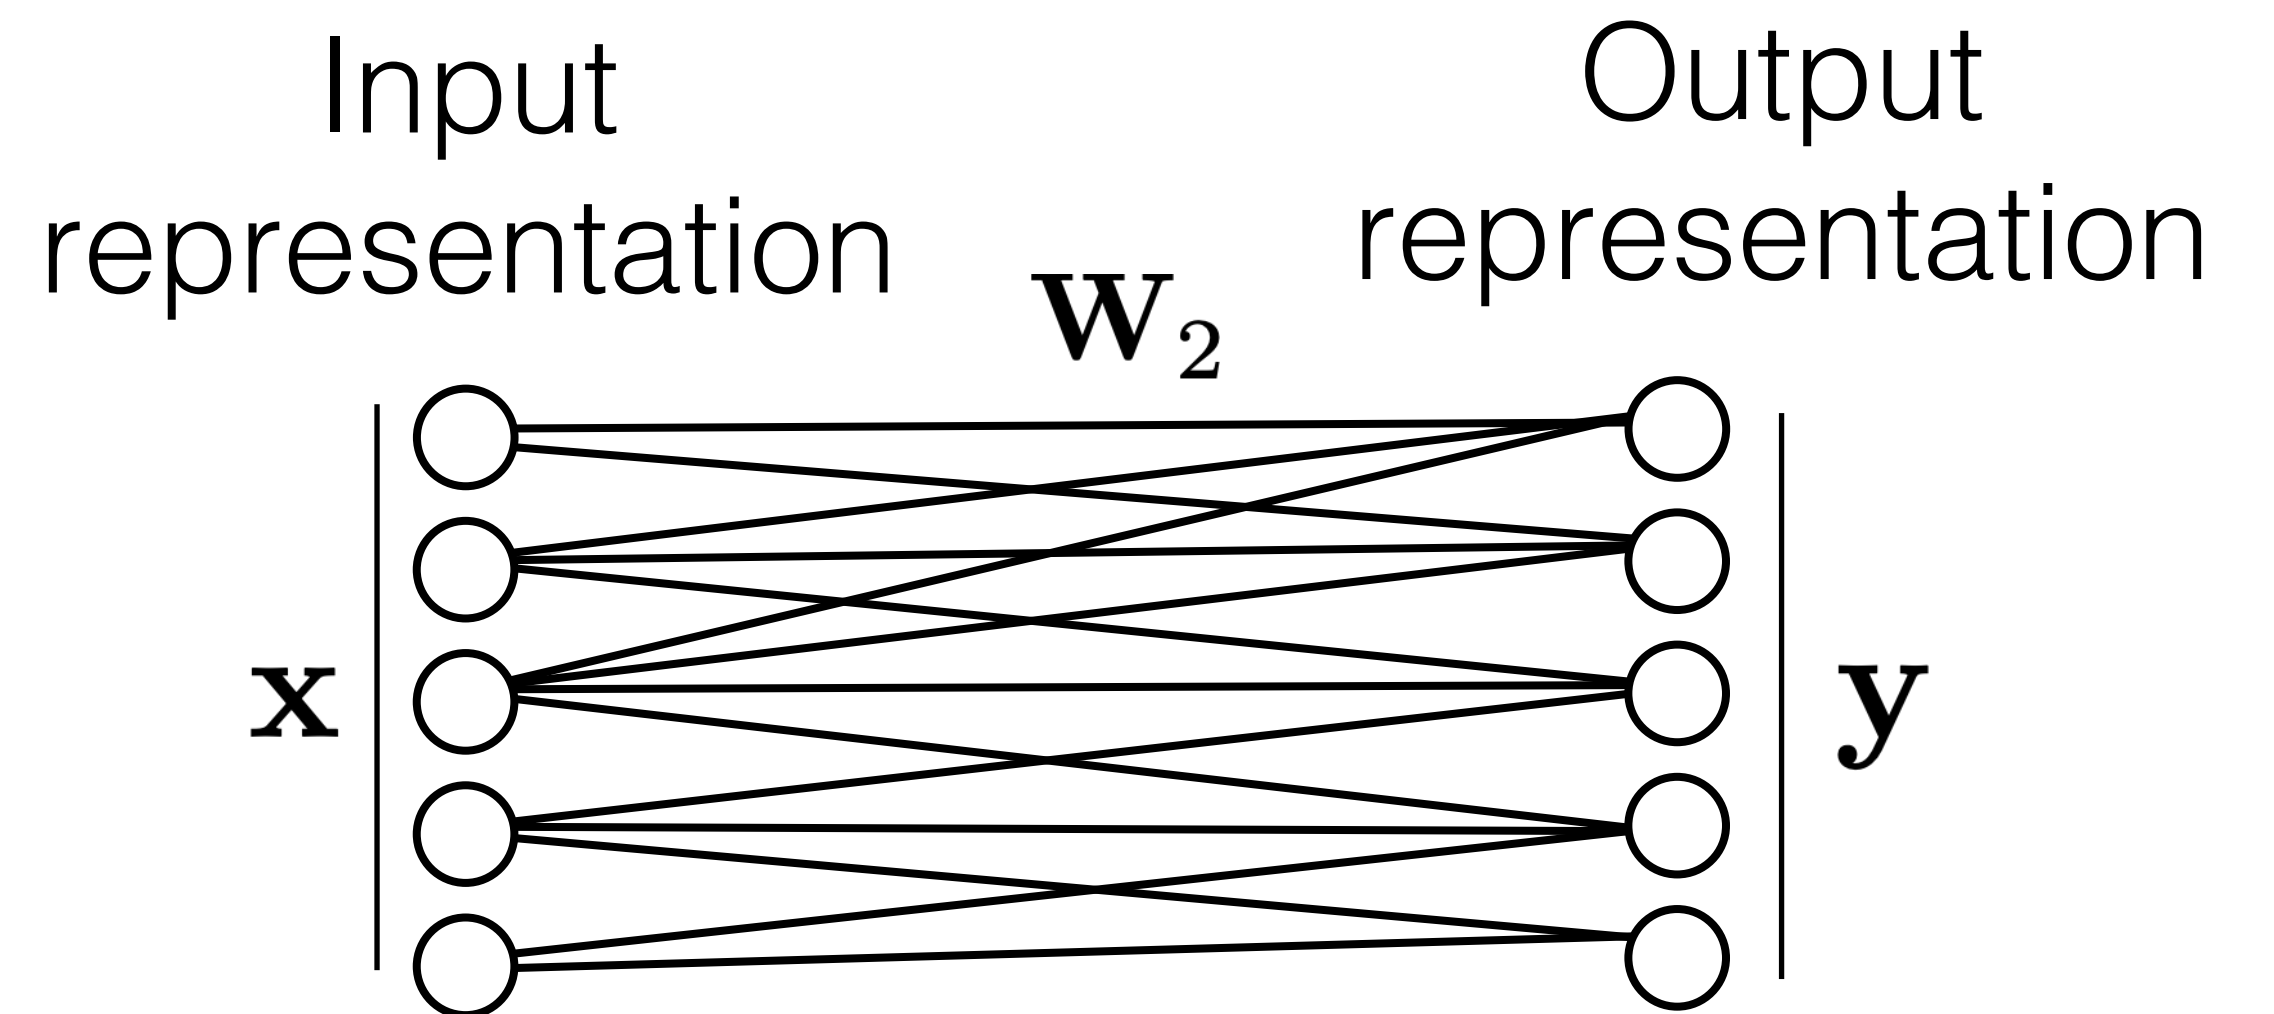 Input
representation
Output
representation
W₂
x
y